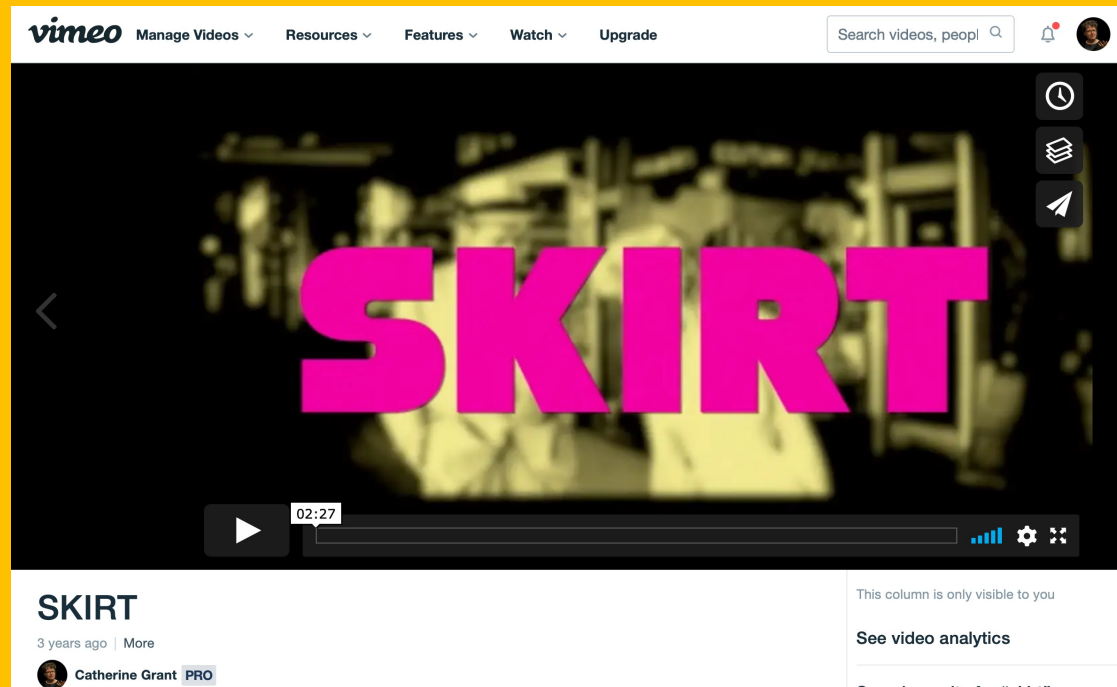 vimeo Manage Videos Resources Features Watch Upgrade Search videos, peopl
SKIRT
02:27
SKIRT
3 years ago | More
Catherine Grant PRO
This column is only visible to you
See video analytics